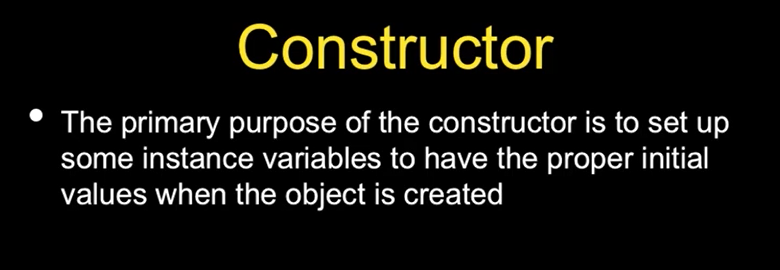 Constructor
• The primary purpose of the constructor is to set up
some instance variables to have the proper initial
values when the object is created